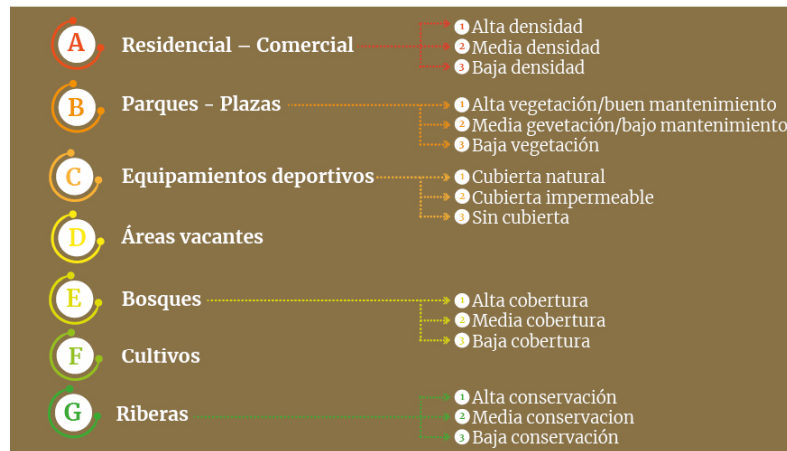 A Residencial – Comercial
1 Alta densidad
2 Media densidad
3 Baja densidad
B Parques - Plazas
1 Alta vegetación/buen mantenimiento
2 Media gevetación/bajo mantenimiento
3 Baja vegetación
C Equipamientos deportivos
1 Cubierta natural
2 Cubierta impermeable
3 Sin cubierta
D Áreas vacantes
E Bosques
1 Alta cobertura
2 Media cobertura
3 Baja cobertura
F Cultivos
G Riberas
1 Alta conservación
2 Media conservacion
3 Baja conservación